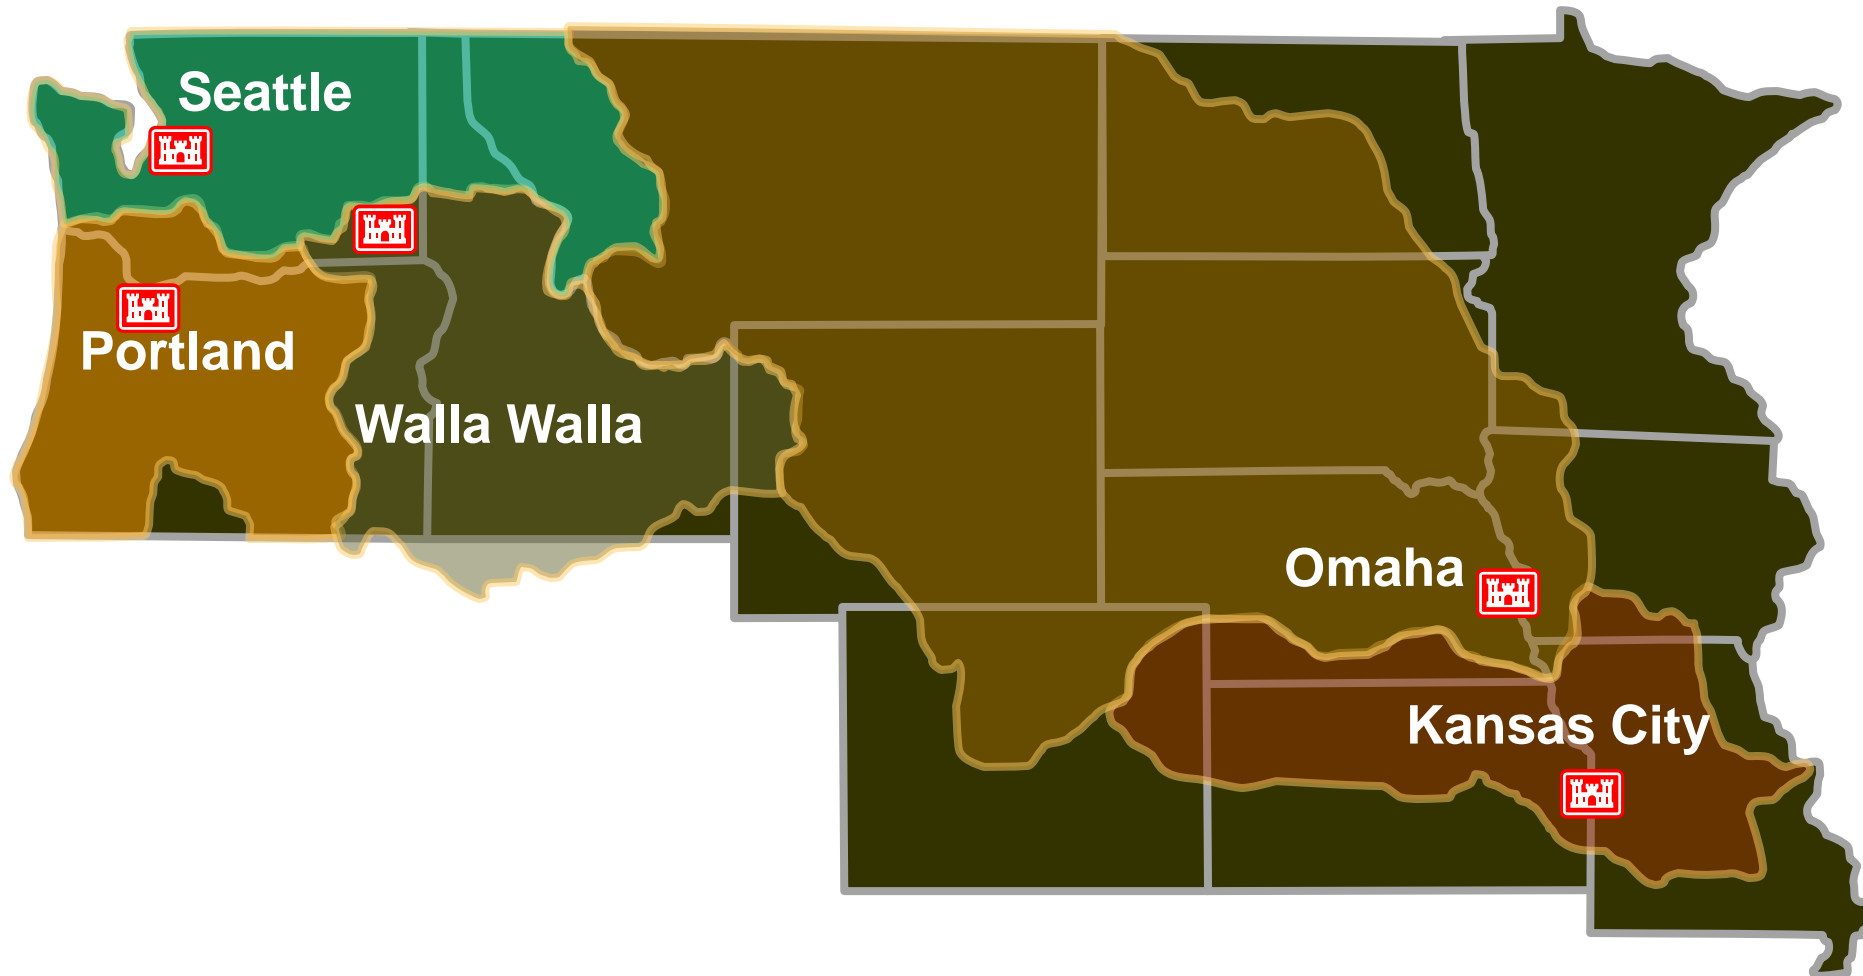 Seattle
Portland
Walla Walla
Omaha
Kansas City